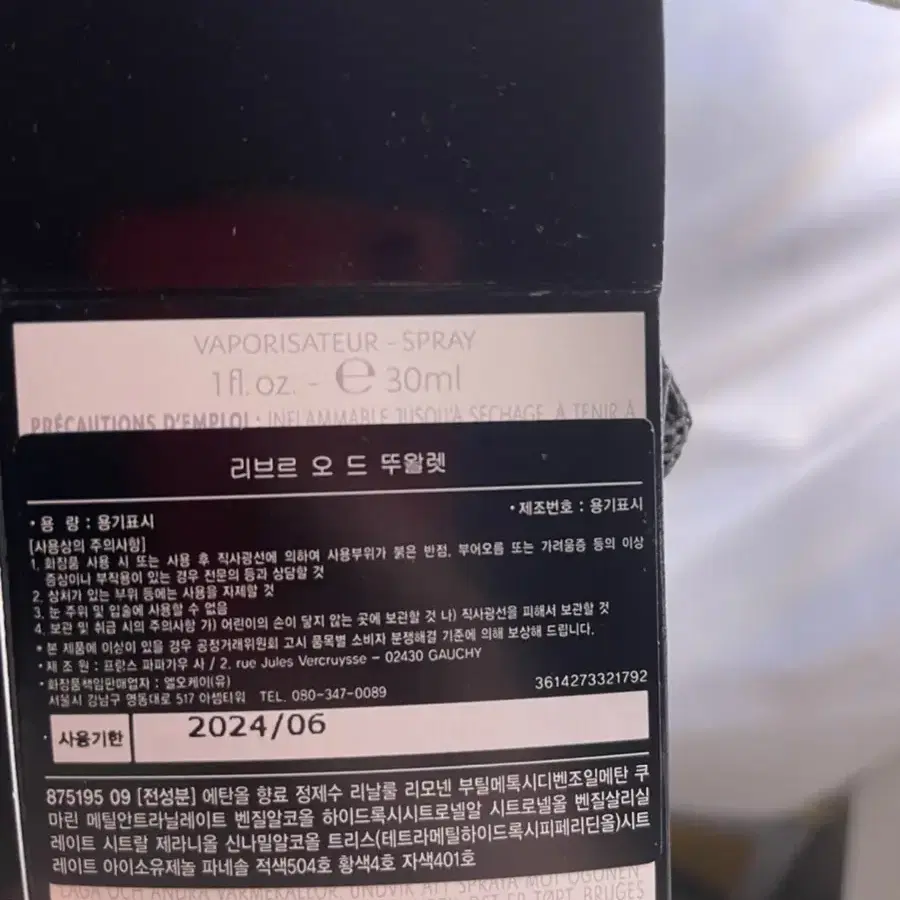 VAPORISATEUR - SPRAY
1fl. oz. - ℮ 30ml
PRÉCAUTIONS D'EMPLOI : INFLAMMABLE JUSQU'À SÉCHAGE, À TENIR À
리브르 오 드 뚜왈렛
• 용 량 : 용기표시 • 제조번호 : 용기표시
[사용상의 주의사항]
1. 화장품 사용 시 또는 사용 후 직사광선에 의하여 사용부위가 붉은 반점, 부어오름 또는 가려움증 등의 이상
증상이나 부작용이 있는 경우 전문의 등과 상담할 것
2. 상처가 있는 부위 등에는 사용을 자제할 것
3. 눈 주위 및 입술에 사용할 수 없음
4. 보관 및 취급 시의 주의사항 가) 어린이의 손이 닿지 않는 곳에 보관할 것 나) 직사광선을 피해서 보관할 것
• 본 제품에 이상이 있을 경우 공정거래위원회 고시 품목별 소비자 분쟁해결 기준에 의해 보상해 드립니다.
• 제 조 원 : 프랑스 파파가우 사 / 2, rue Jules Vercruysse – 02430 GAUCHY
• 화장품책임판매업자 : 엘오케이(유) 3614273321792
서울시 강남구 영동대로 517 아셈타워 TEL. 080-347-0089
• 사용기한 2024/06
875195 09 [전성분] 에탄올 향료 정제수 리날룰 리모넨 부틸메톡시디벤조일메탄 쿠
마린 메틸안트라닐레이트 벤질알코올 하이드록시시트로넬알 시트로넬올 벤질살리실
레이트 시트랄 제라니올 신나밀알코올 트리스(테트라메틸하이드록시피페리딘올)시트
레이트 아이소유제놀 파네솔 적색504호 황색4호 자색401호
LÅGA OCH ANDRA VÄRMEKÄLLOR. UNDVIK ATT SPRAYA MOT ÖGONEN
TØRT. BRUGES